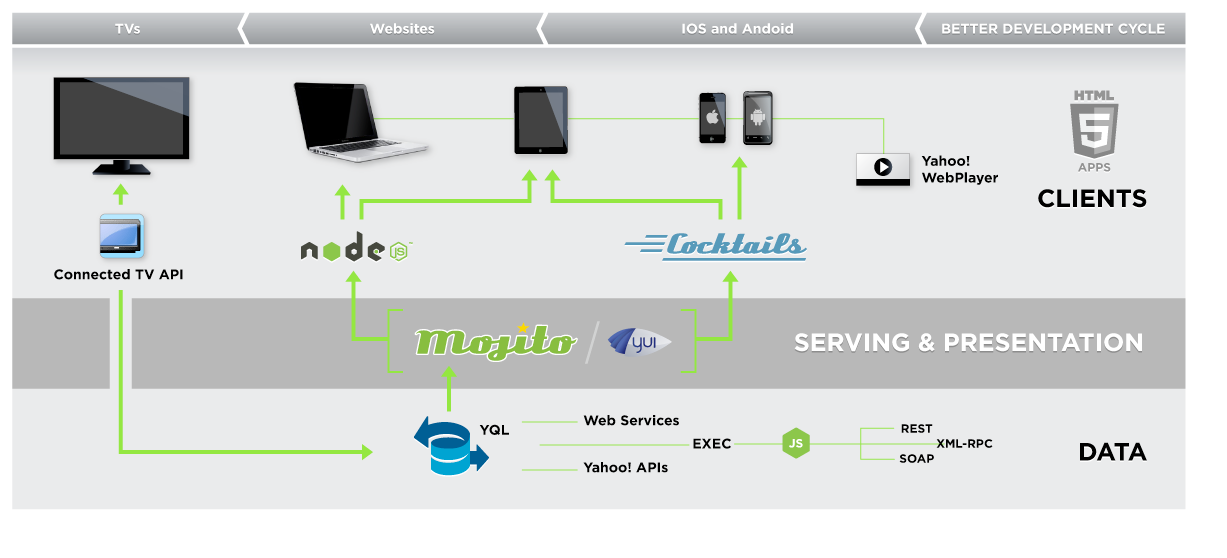 TVs
Websites
IOS and Andoid
BETTER DEVELOPMENT CYCLE
HTML
5
APPS
Yahoo!
WebPlayer
CLIENTS
node
JS™
Cocktails
Connected TV API
Mojito
YUI
SERVING & PRESENTATION
YQL
Web Services
EXEC
JS
REST
XML-RPC
SOAP
Yahoo! APIs
DATA